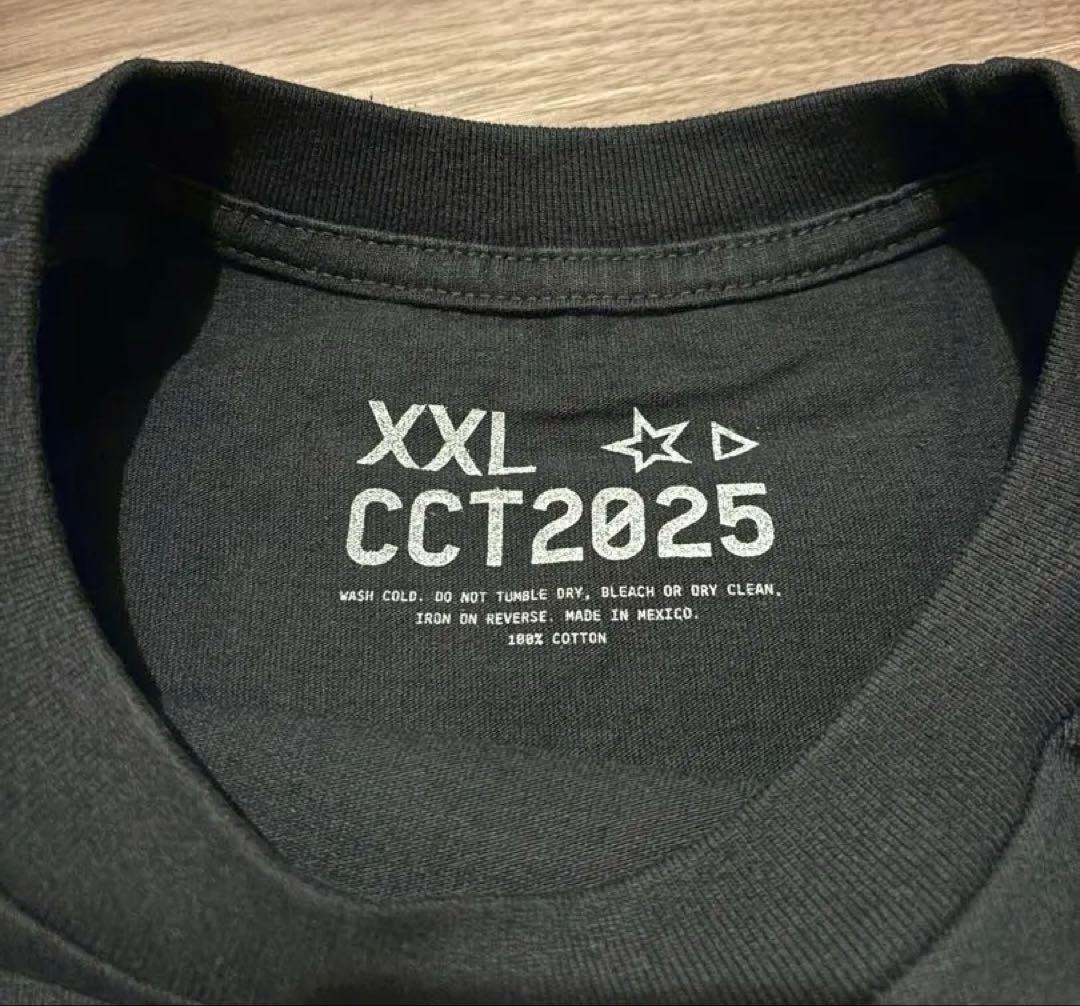 XXL
CCT2025
WASH COLD. DO NOT TUMBLE DRY, BLEACH OR DRY CLEAN.
IRON ON REVERSE. MADE IN MEXICO.
100% COTTON